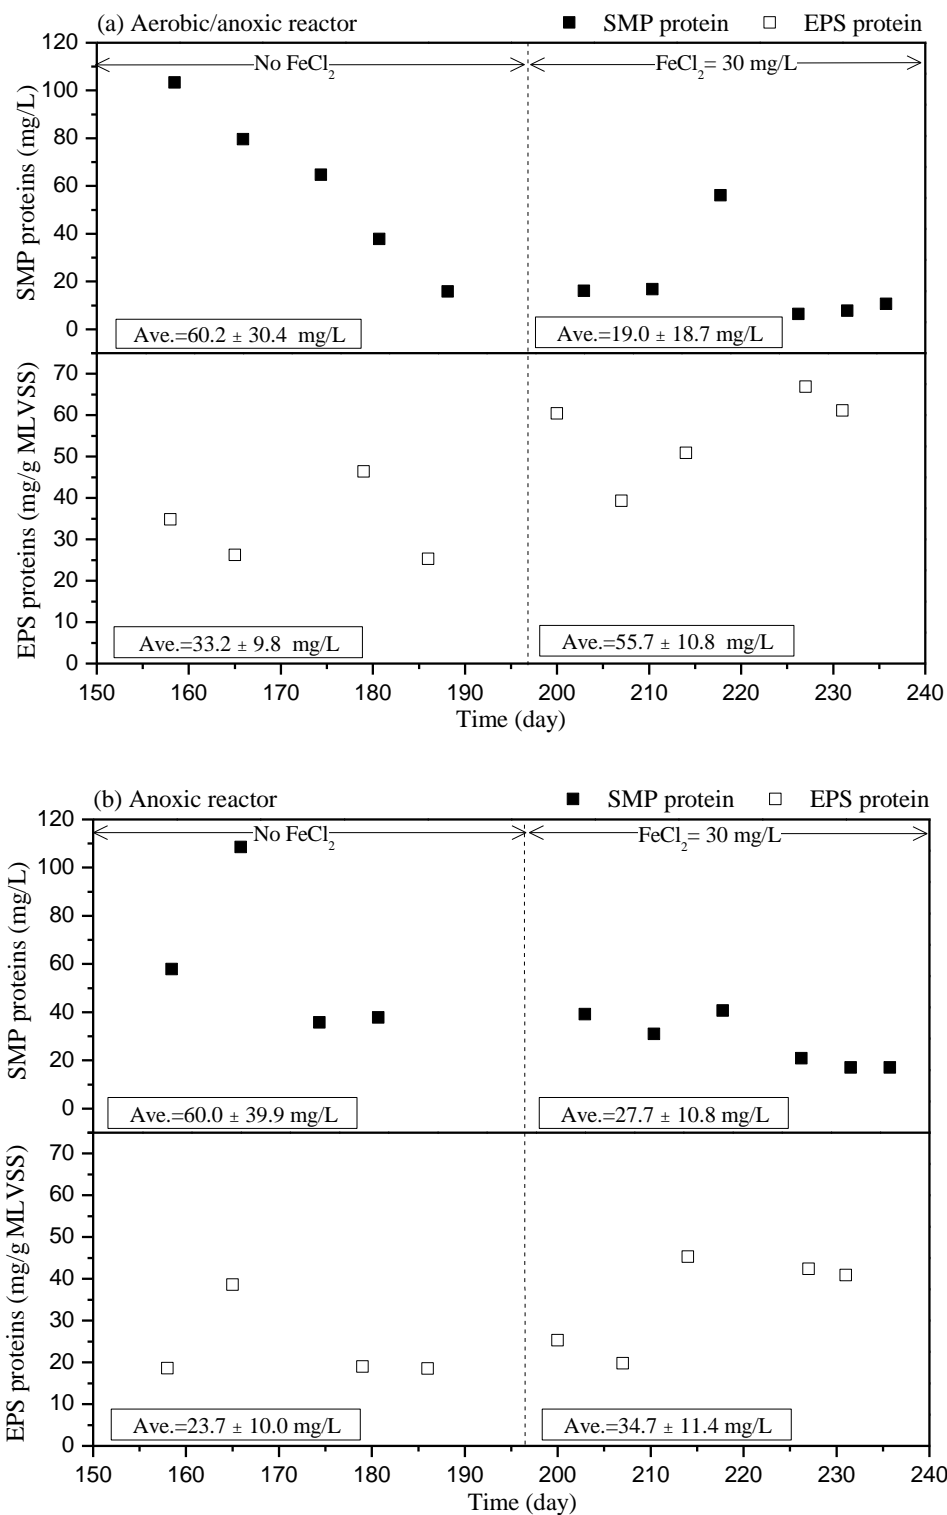 (a) Aerobic/anoxic reactor ■ SMP protein □ EPS protein
No FeCl₂ FeCl₂= 30 mg/L
120
100
80
60
40
20
0
SMP proteins (mg/L)
Ave.=60.2 ± 30.4 mg/L
Ave.=19.0 ± 18.7 mg/L
70
60
50
40
30
20
10
0
EPS proteins (mg/g MLVSS)
Ave.=33.2 ± 9.8 mg/L
Ave.=55.7 ± 10.8 mg/L
150 160 170 180 190 200 210 220 230 240
Time (day)
(b) Anoxic reactor ■ SMP protein □ EPS protein
No FeCl₂ FeCl₂= 30 mg/L
120
100
80
60
40
20
0
SMP proteins (mg/L)
Ave.=60.0 ± 39.9 mg/L
Ave.=27.7 ± 10.8 mg/L
70
60
50
40
30
20
10
0
EPS proteins (mg/g MLVSS)
Ave.=23.7 ± 10.0 mg/L
Ave.=34.7 ± 11.4 mg/L
150 160 170 180 190 200 210 220 230 240
Time (day)